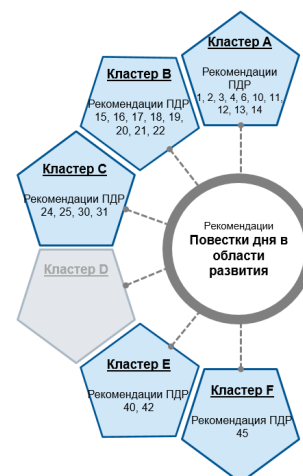 Кластер A
Рекомендации
ПДР
1, 2, 3, 4, 6, 10, 11,
12, 13, 14
Кластер B
Рекомендации ПДР
15, 16, 17, 18, 19,
20, 21, 22
Кластер C
Рекомендации ПДР
24, 25, 30, 31
Рекомендации
Повестки дня в
области
развития
Кластер D
Кластер E
Рекомендации ПДР
40, 42
Кластер F
Рекомендация ПДР
45